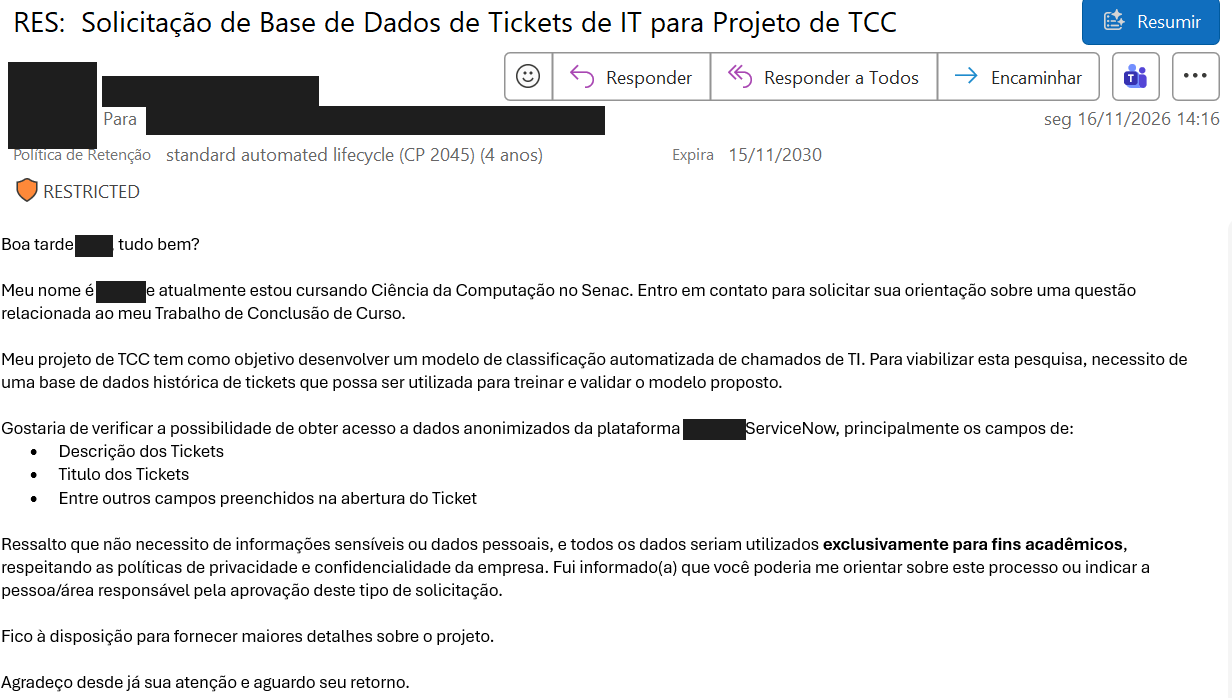 RES:  Solicitação de Base de Dados de Tickets de IT para Projeto de TCC
Resumir
Responder
Responder a Todos
Encaminhar
Para
seg 16/11/2026 14:16
Política de Retenção standard automated lifecycle (CP 2045) (4 anos) Expira 15/11/2030
RESTRICTED
Boa tarde , tudo bem?
Meu nome é e atualmente estou cursando Ciência da Computação no Senac. Entro em contato para solicitar sua orientação sobre uma questão
relacionada ao meu Trabalho de Conclusão de Curso.
Meu projeto de TCC tem como objetivo desenvolver um modelo de classificação automatizada de chamados de TI. Para viabilizar esta pesquisa, necessito de
uma base de dados histórica de tickets que possa ser utilizada para treinar e validar o modelo proposto.
Gostaria de verificar a possibilidade de obter acesso a dados anonimizados da plataforma ServiceNow, principalmente os campos de:
• Descrição dos Tickets
• Titulo dos Tickets
• Entre outros campos preenchidos na abertura do Ticket
Ressalto que não necessito de informações sensíveis ou dados pessoais, e todos os dados seriam utilizados exclusivamente para fins acadêmicos,
respeitando as políticas de privacidade e confidencialidade da empresa. Fui informado(a) que você poderia me orientar sobre este processo ou indicar a
pessoa/área responsável pela aprovação deste tipo de solicitação.
Fico à disposição para fornecer maiores detalhes sobre o projeto.
Agradeço desde já sua atenção e aguardo seu retorno.